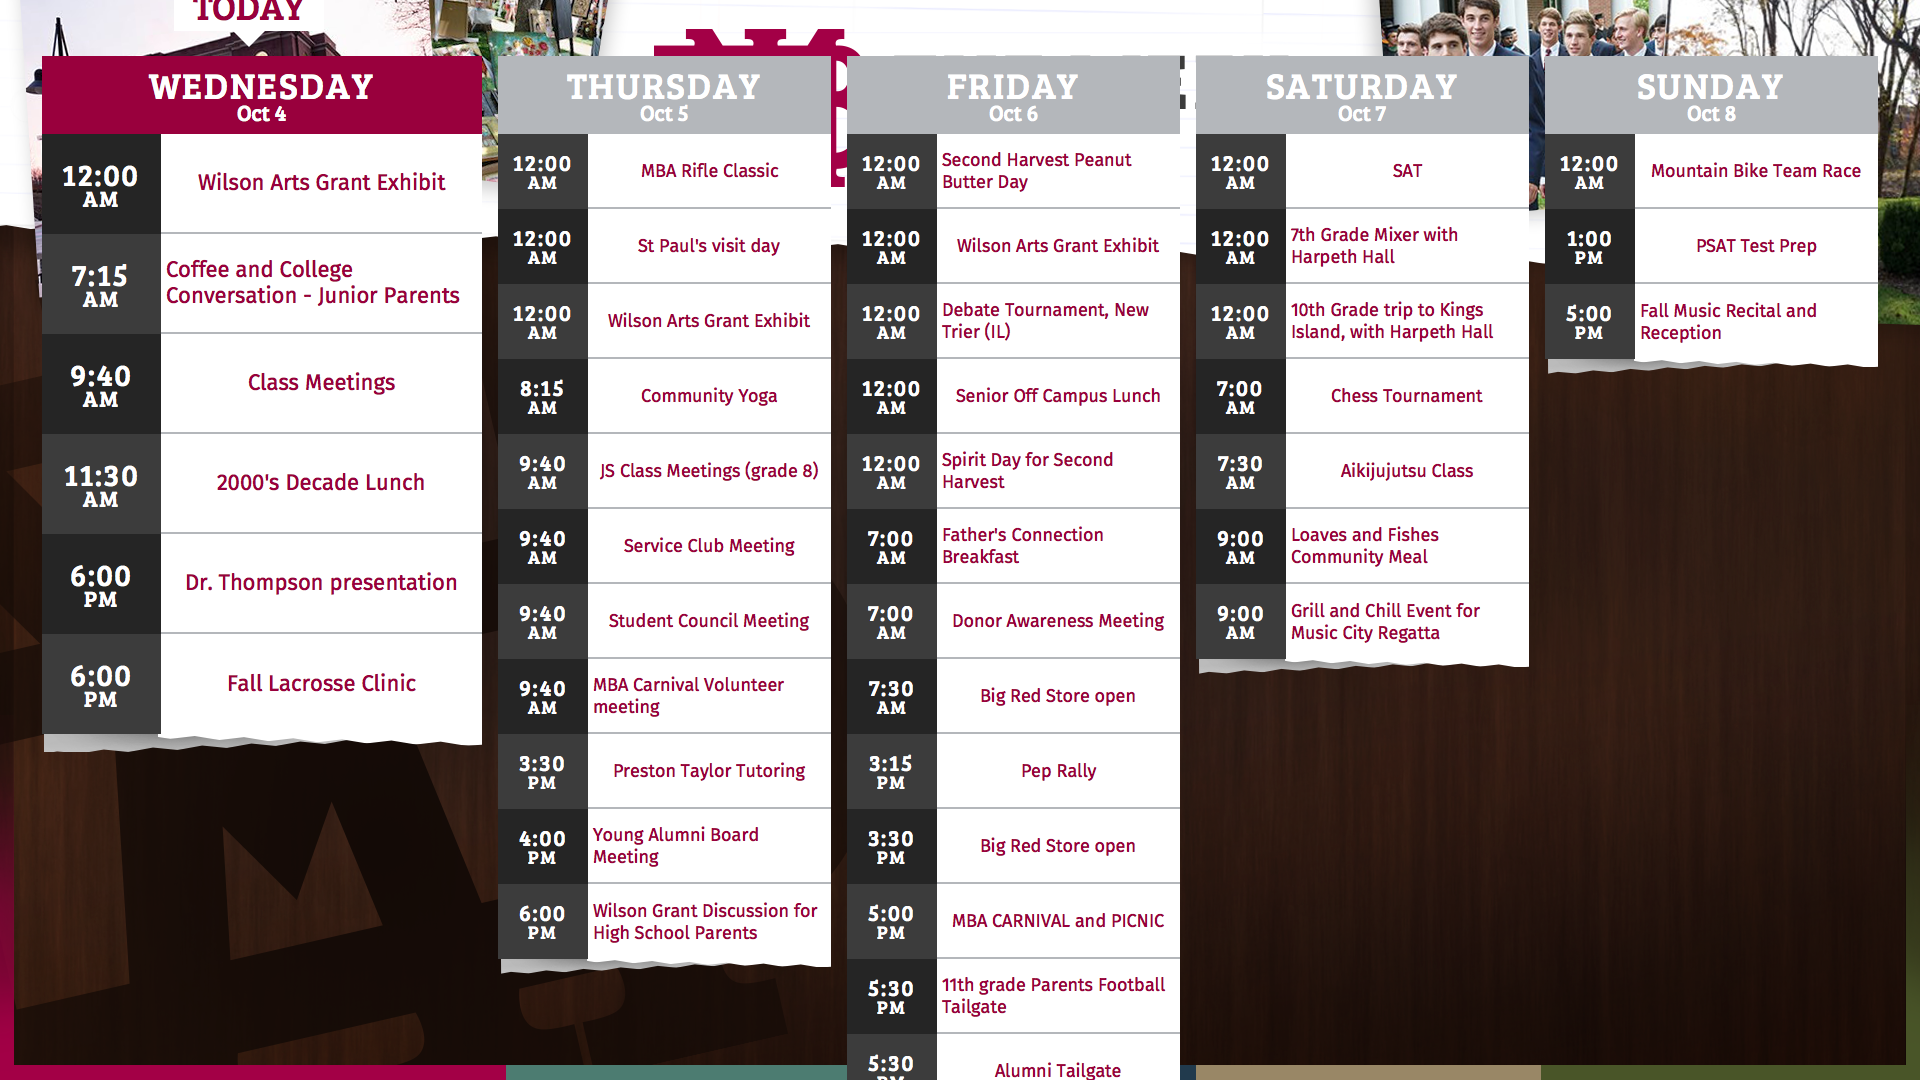 TODAY
WEDNESDAY
Oct 4
12:00
AM
Wilson Arts Grant Exhibit
7:15
AM
Coffee and College
Conversation - Junior Parents
9:40
AM
Class Meetings
11:30
AM
2000's Decade Lunch
6:00
PM
Dr. Thompson presentation
6:00
PM
Fall Lacrosse Clinic
THURSDAY
Oct 5
12:00
AM
MBA Rifle Classic
12:00
AM
St Paul's visit day
12:00
AM
Wilson Arts Grant Exhibit
8:15
AM
Community Yoga
9:40
AM
JS Class Meetings (grade 8)
9:40
AM
Service Club Meeting
9:40
AM
Student Council Meeting
9:40
AM
MBA Carnival Volunteer
meeting
3:30
PM
Preston Taylor Tutoring
4:00
PM
Young Alumni Board
Meeting
6:00
PM
Wilson Grant Discussion for
High School Parents
FRIDAY
Oct 6
12:00
AM
Second Harvest Peanut
Butter Day
12:00
AM
Wilson Arts Grant Exhibit
12:00
AM
Debate Tournament, New
Trier (IL)
12:00
AM
Senior Off Campus Lunch
12:00
AM
Spirit Day for Second
Harvest
7:00
AM
Father's Connection
Breakfast
7:00
AM
Donor Awareness Meeting
7:30
AM
Big Red Store open
3:15
PM
Pep Rally
3:30
PM
Big Red Store open
5:00
PM
MBA CARNIVAL and PICNIC
5:30
PM
11th grade Parents Football
Tailgate
5:30
PM
Alumni Tailgate
SATURDAY
Oct 7
12:00
AM
SAT
12:00
AM
7th Grade Mixer with
Harpeth Hall
12:00
AM
10th Grade trip to Kings
Island, with Harpeth Hall
7:00
AM
Chess Tournament
7:30
AM
Aikijujutsu Class
9:00
AM
Loaves and Fishes
Community Meal
9:00
AM
Grill and Chill Event for
Music City Regatta
SUNDAY
Oct 8
12:00
AM
Mountain Bike Team Race
1:00
PM
PSAT Test Prep
5:00
PM
Fall Music Recital and
Reception